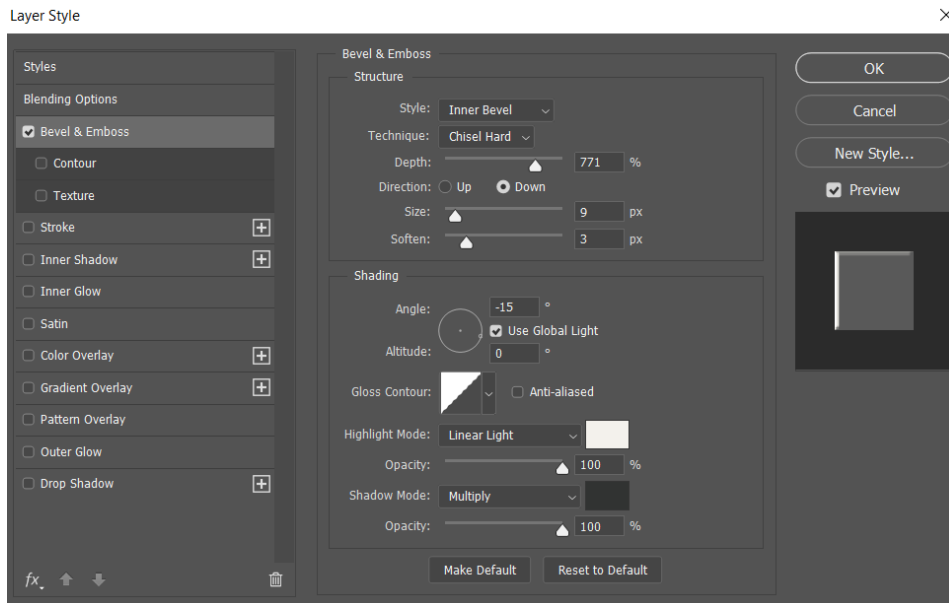 Layer Style
Styles
Blending Options
Bevel & Emboss
Contour
Texture
Stroke
Inner Shadow
Inner Glow
Satin
Color Overlay
Gradient Overlay
Pattern Overlay
Outer Glow
Drop Shadow
fx
Bevel & Emboss
Structure
Style: Inner Bevel
Technique: Chisel Hard
Depth: 771 %
Direction: Up Down
Size: 9 px
Soften: 3 px
Shading
Angle: -15 °
Use Global Light
Altitude: 0 °
Gloss Contour: Anti-aliased
Highlight Mode: Linear Light
Opacity: 100 %
Shadow Mode: Multiply
Opacity: 100 %
Make Default Reset to Default
OK
Cancel
New Style...
Preview